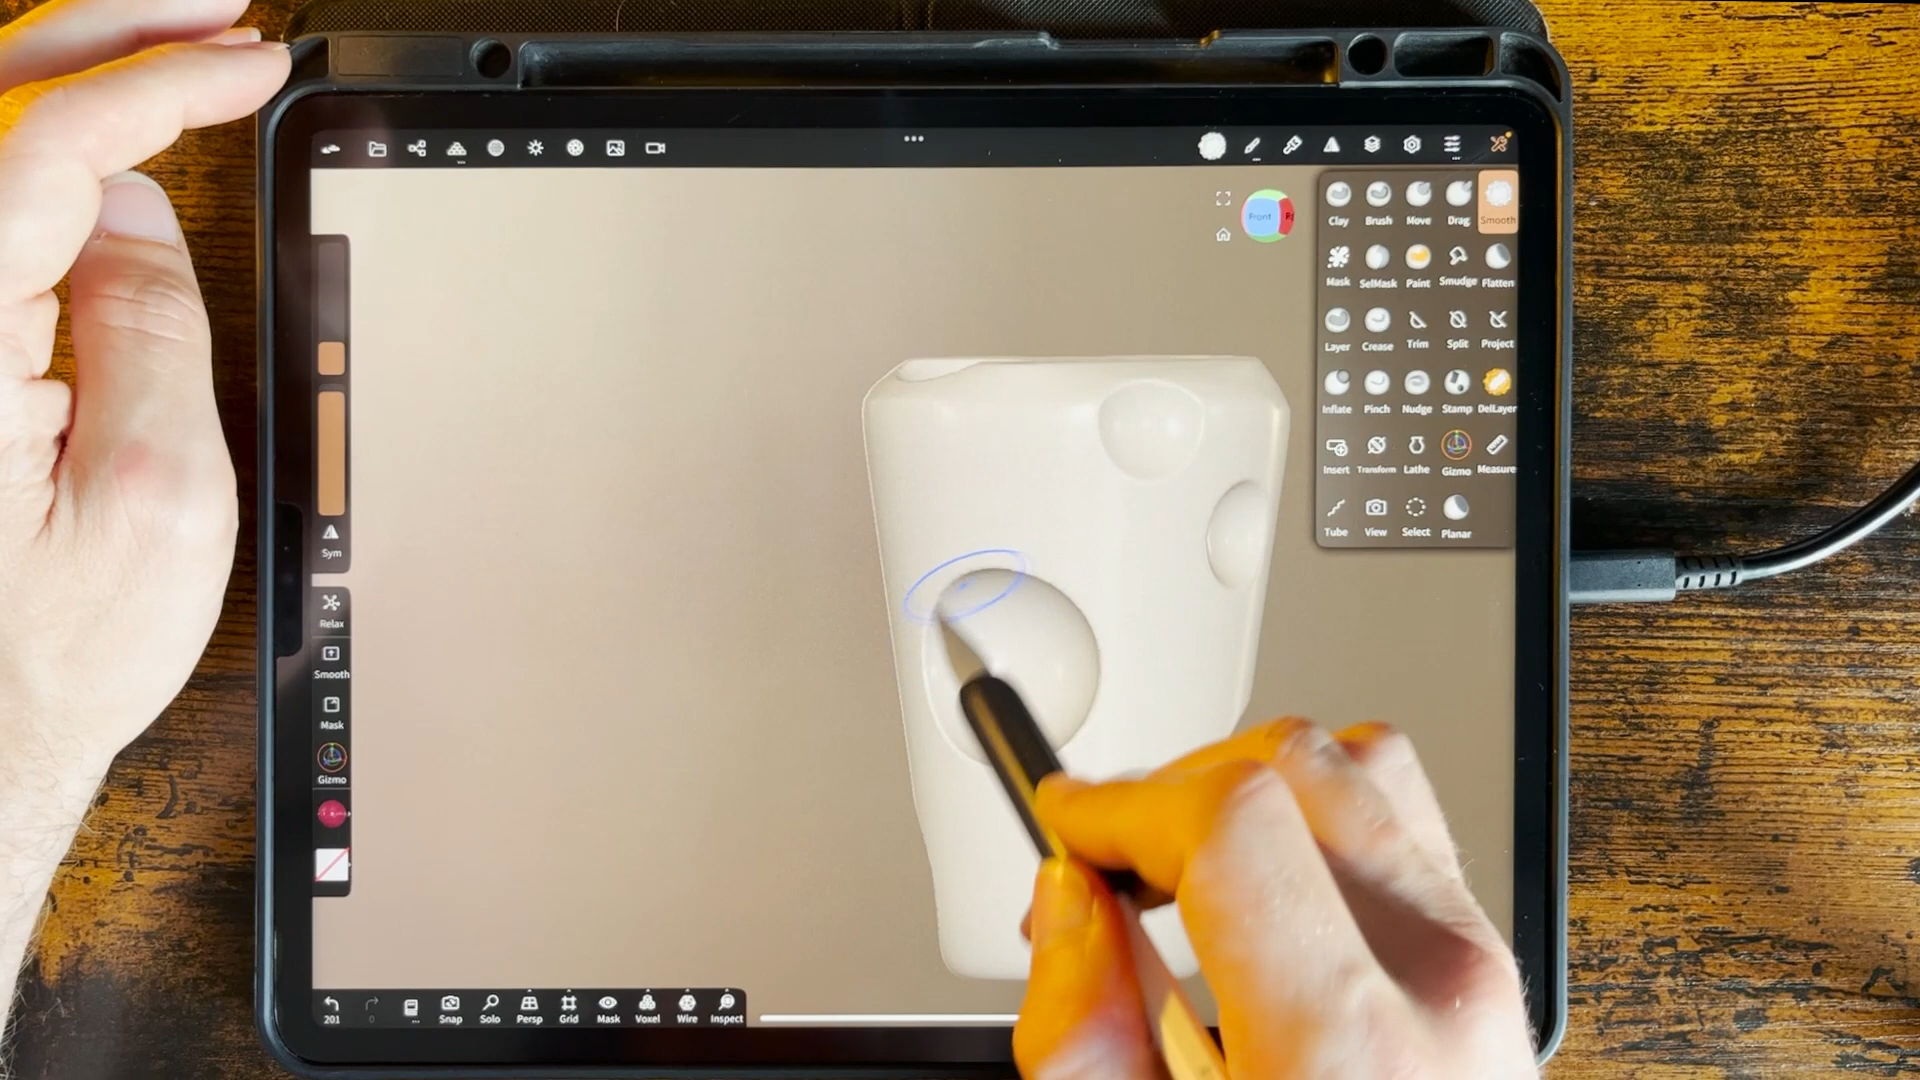 Front
Clay Brush Move Drag Smooth
Mask SelMask Paint Smudge Flatten
Layer Crease Trim Split Project
Inflate Pinch Nudge Stamp DelLayer
Insert Transform Lathe Gizmo Measure
Tube View Select Planar
Sym
Relax
Smooth
Mask
Gizmo
201 0 Snap Solo Persp Grid Mask Voxel Wire Inspect